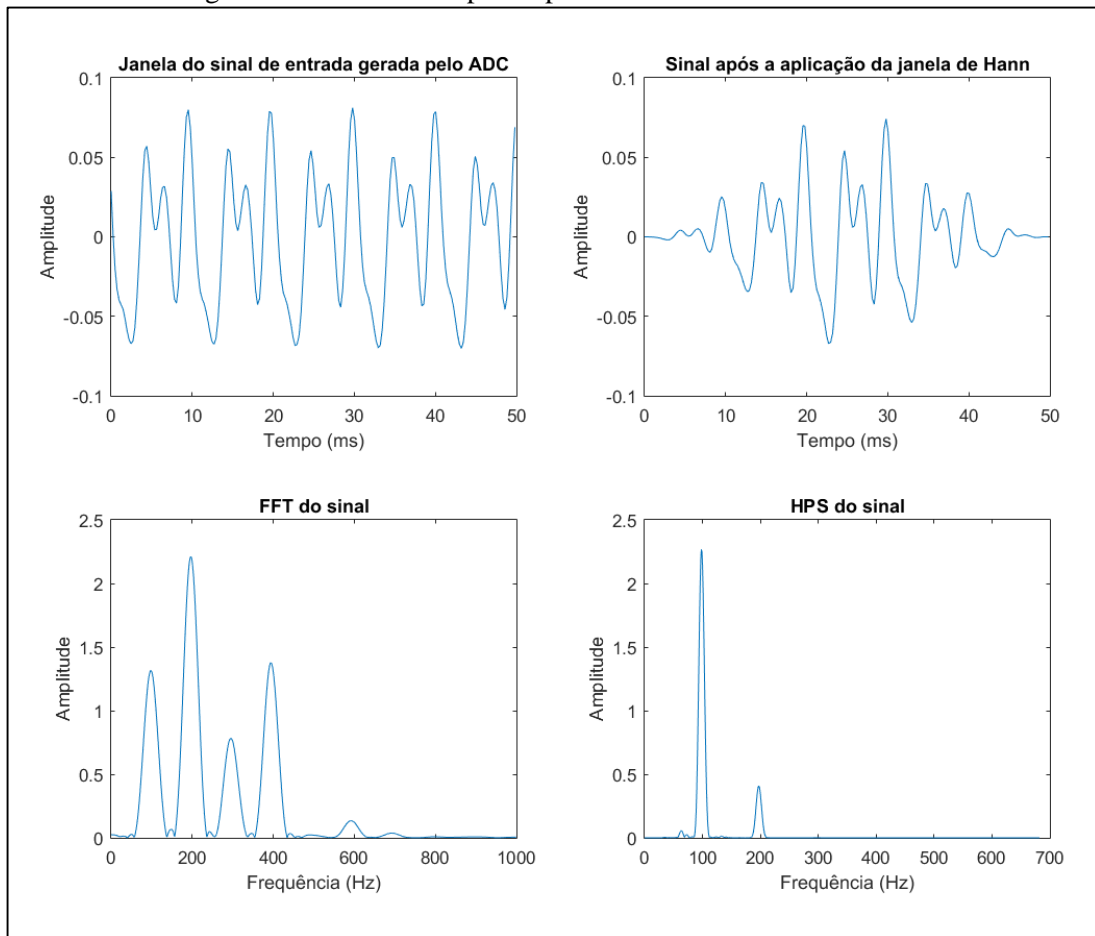 Janela do sinal de entrada gerada pelo ADC
0.1
0.05
0
-0.05
-0.1
Amplitude
0 10 20 30 40 50
Tempo (ms)
Sinal após a aplicação da janela de Hann
0.1
0.05
0
-0.05
-0.1
Amplitude
0 10 20 30 40 50
Tempo (ms)
FFT do sinal
2.5
2
1.5
1
0.5
0
Amplitude
0 200 400 600 800 1000
Frequência (Hz)
HPS do sinal
2.5
2
1.5
1
0.5
0
Amplitude
0 100 200 300 400 500 600 700
Frequência (Hz)